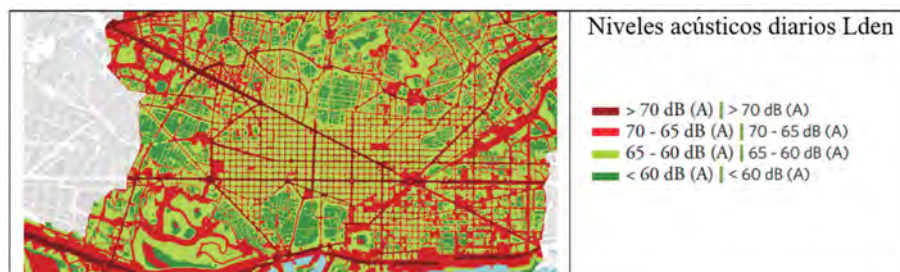 Niveles acústicos diarios Lden
> 70 dB (A) | > 70 dB (A)
70 - 65 dB (A) | 70 - 65 dB (A)
65 - 60 dB (A) | 65 - 60 dB (A)
< 60 dB (A) | < 60 dB (A)